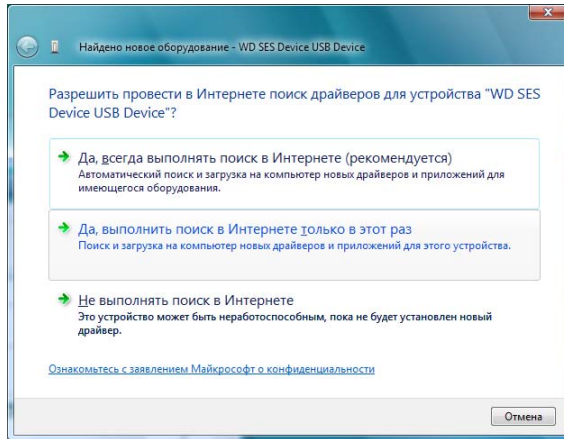 Найдено новое оборудование - WD SES Device USB Device
Разрешить провести в Интернете поиск драйверов для устройства "WD SES
Device USB Device"?
Да, всегда выполнять поиск в Интернете (рекомендуется)
Автоматический поиск и загрузка на компьютер новых драйверов и приложений для
имеющегося оборудования.
Да, выполнить поиск в Интернете только в этот раз
Поиск и загрузка на компьютер новых драйверов и приложений для этого устройства.
Не выполнять поиск в Интернете
Это устройство может быть неработоспособным, пока не будет установлен новый
драйвер.
Ознакомьтесь с заявлением Майкрософт о конфиденциальности
Отмена